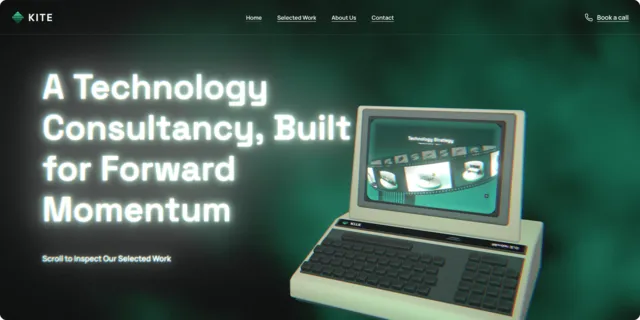 KITE
Home
Selected Work
About Us
Contact
Book a call
A Technology
Consultancy, Built
for Forward
Momentum
Scroll to Inspect Our Selected Work
Technology Strategy
KITE